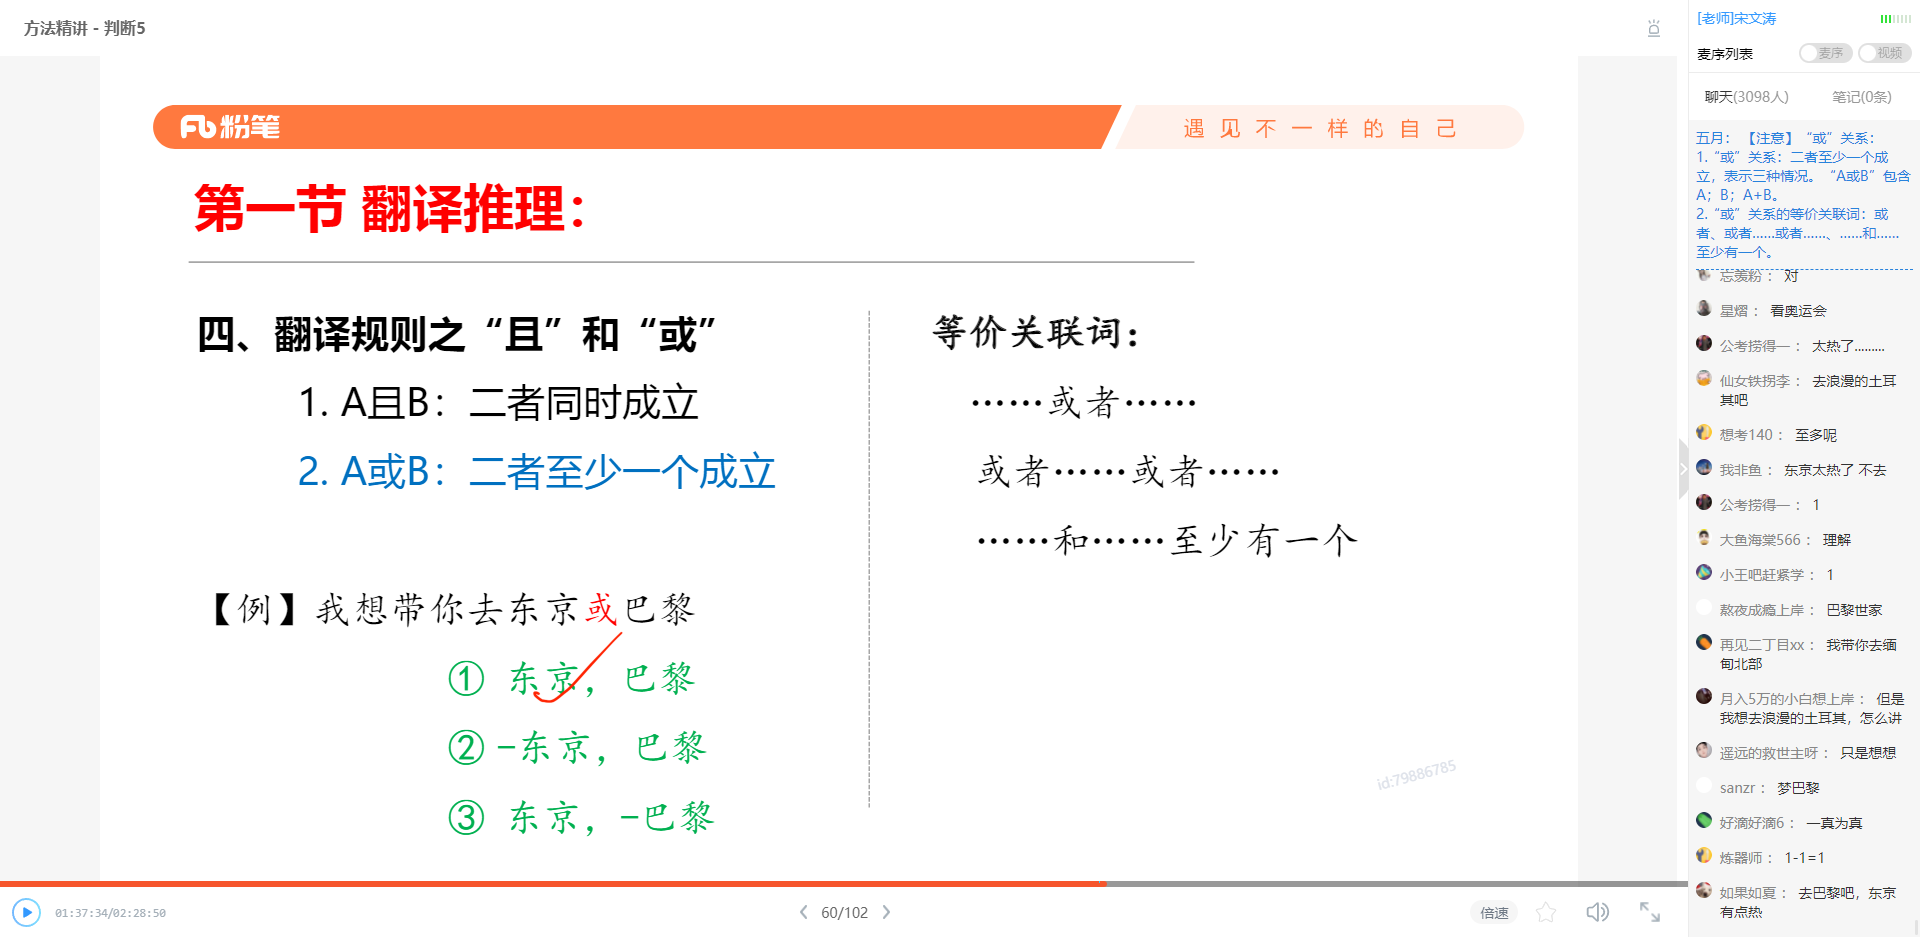 方法精讲 - 判断5
粉笔
遇见不一样的自己
第一节 翻译推理：
四、翻译规则之“且”和“或”
1. A且B：二者同时成立
2. A或B：二者至少一个成立
【例】我想带你去东京或巴黎
① 东京，巴黎
② -东京，巴黎
③ 东京，-巴黎
等价关联词：
……或者……
或者……或者……
……和……至少有一个
id:79886785
01:37:34/02:28:50
60/102
倍速
[老师]宋文涛
麦序列表
麦序
视频
聊天(3098人)
笔记(0条)
五月：【注意】“或”关系：
1.“或”关系：二者至少一个成
立，表示三种情况。“A或B”包含
A；B；A+B。
2.“或”关系的等价关联词：或
者、或者……或者……、……和……
至少有一个。
忘羡粉： 对
星熠： 看奥运会
公考捞得一： 太热了.........
仙女铁拐李： 去浪漫的土耳
其吧
想考140： 至多呢
我非鱼： 东京太热了 不去
公考捞得一： 1
大鱼海棠566： 理解
小王吧赶紧学： 1
熬夜成瘾上岸： 巴黎世家
再见二丁目xx： 我带你去缅
甸北部
月入5万的小白想上岸： 但是
我想去浪漫的土耳其，怎么讲
遥远的救世主呀： 只是想想
sanzr： 梦巴黎
好滴好滴6： 一真为真
炼器师： 1-1=1
如果如夏： 去巴黎吧，东京
有点热